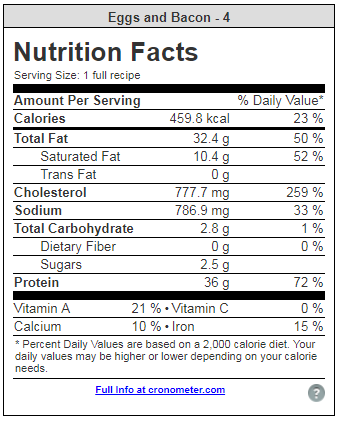 Eggs and Bacon - 4
Nutrition Facts
Serving Size: 1 full recipe
Amount Per Serving % Daily Value*
Calories 459.8 kcal 23 %
Total Fat 32.4 g 50 %
Saturated Fat 10.4 g 52 %
Trans Fat 0 g
Cholesterol 777.7 mg 259 %
Sodium 786.9 mg 33 %
Total Carbohydrate 2.8 g 1 %
Dietary Fiber 0 g 0 %
Sugars 2.5 g
Protein 36 g 72 %
Vitamin A 21 % • Vitamin C 0 %
Calcium 10 % • Iron 15 %
* Percent Daily Values are based on a 2,000 calorie diet. Your
daily values may be higher or lower depending on your calorie
needs.
Full Info at cronometer.com
?